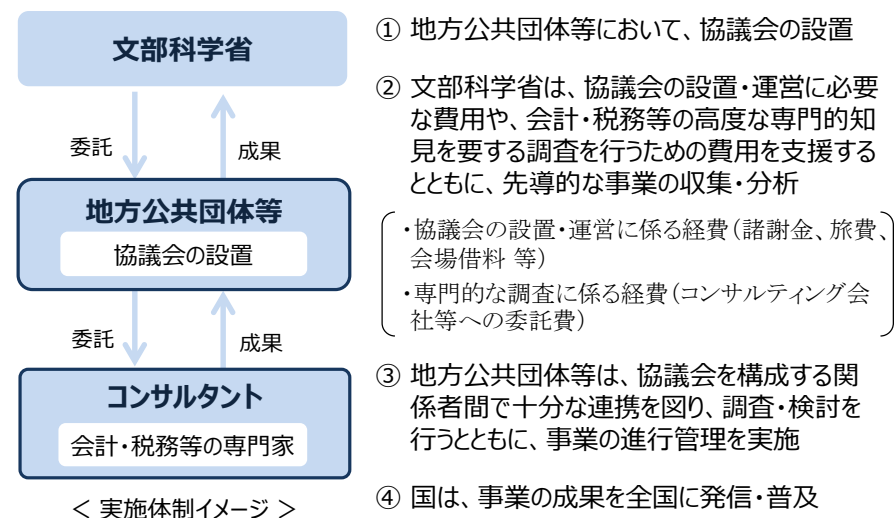 文部科学省
委託
成果
地方公共団体等
協議会の設置
委託
成果
コンサルタント
会計・税務等の専門家
＜ 実施体制イメージ ＞
① 地方公共団体等において、協議会の設置
② 文部科学省は、協議会の設置・運営に必要
な費用や、会計・税務等の高度な専門的知
見を要する調査を行うための費用を支援する
とともに、先導的な事業の収集・分析
・協議会の設置・運営に係る経費（諸謝金、旅費、
会場借料 等）
・専門的な調査に係る経費（コンサルティング会
社等への委託費）
③ 地方公共団体等は、協議会を構成する関
係者間で十分な連携を図り、調査・検討を
行うとともに、事業の進行管理を実施
④ 国は、事業の成果を全国に発信・普及